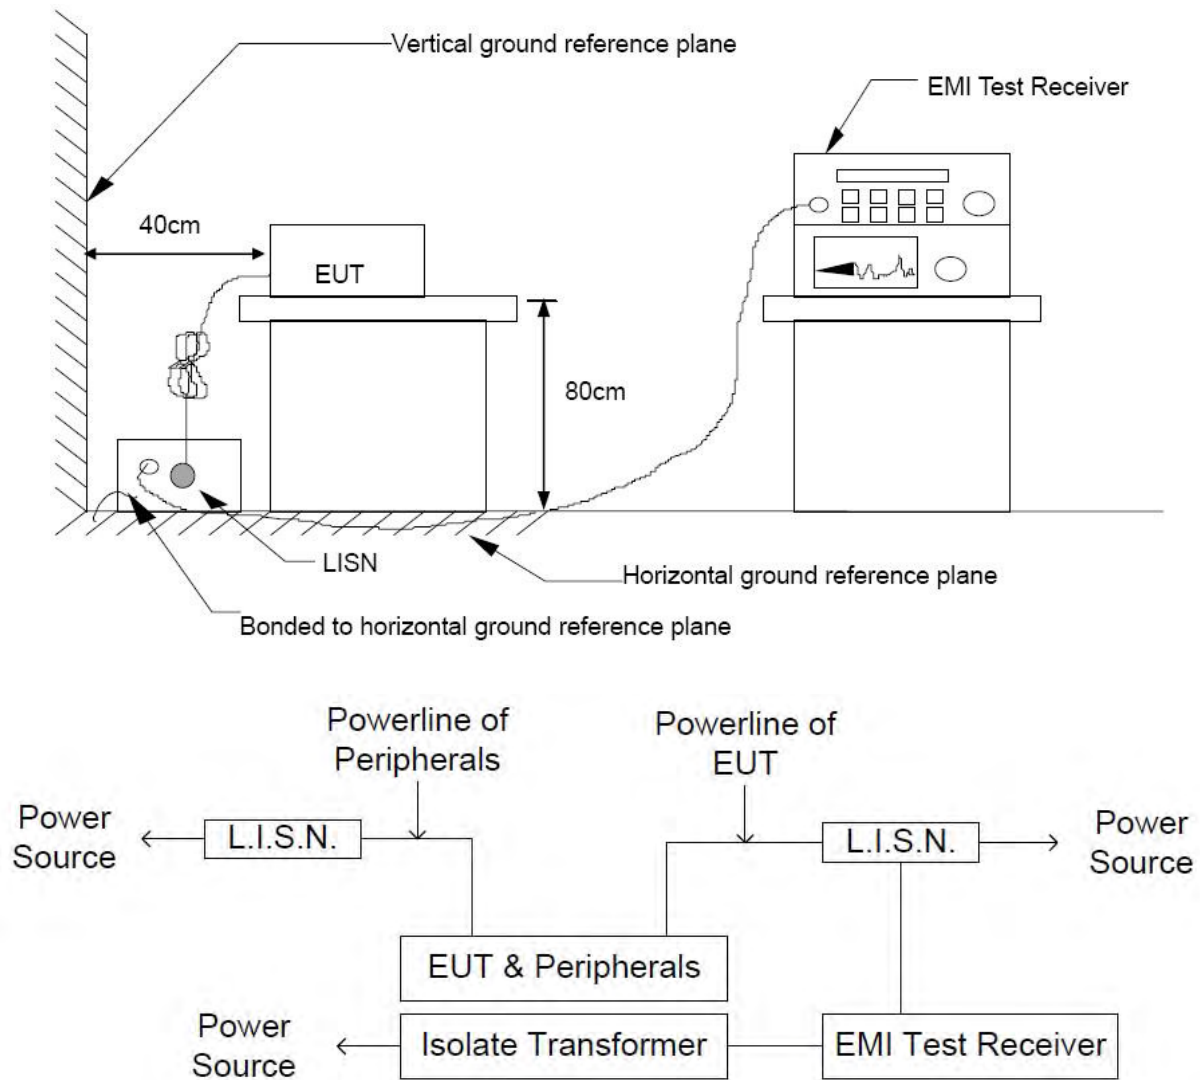 Vertical ground reference plane
EMI Test Receiver
40cm
EUT
80cm
LISN
Horizontal ground reference plane
Bonded to horizontal ground reference plane
Powerline of
Peripherals
Powerline of
EUT
Power
Source
L.I.S.N.
L.I.S.N.
Power
Source
EUT & Peripherals
Power
Source
Isolate Transformer
EMI Test Receiver